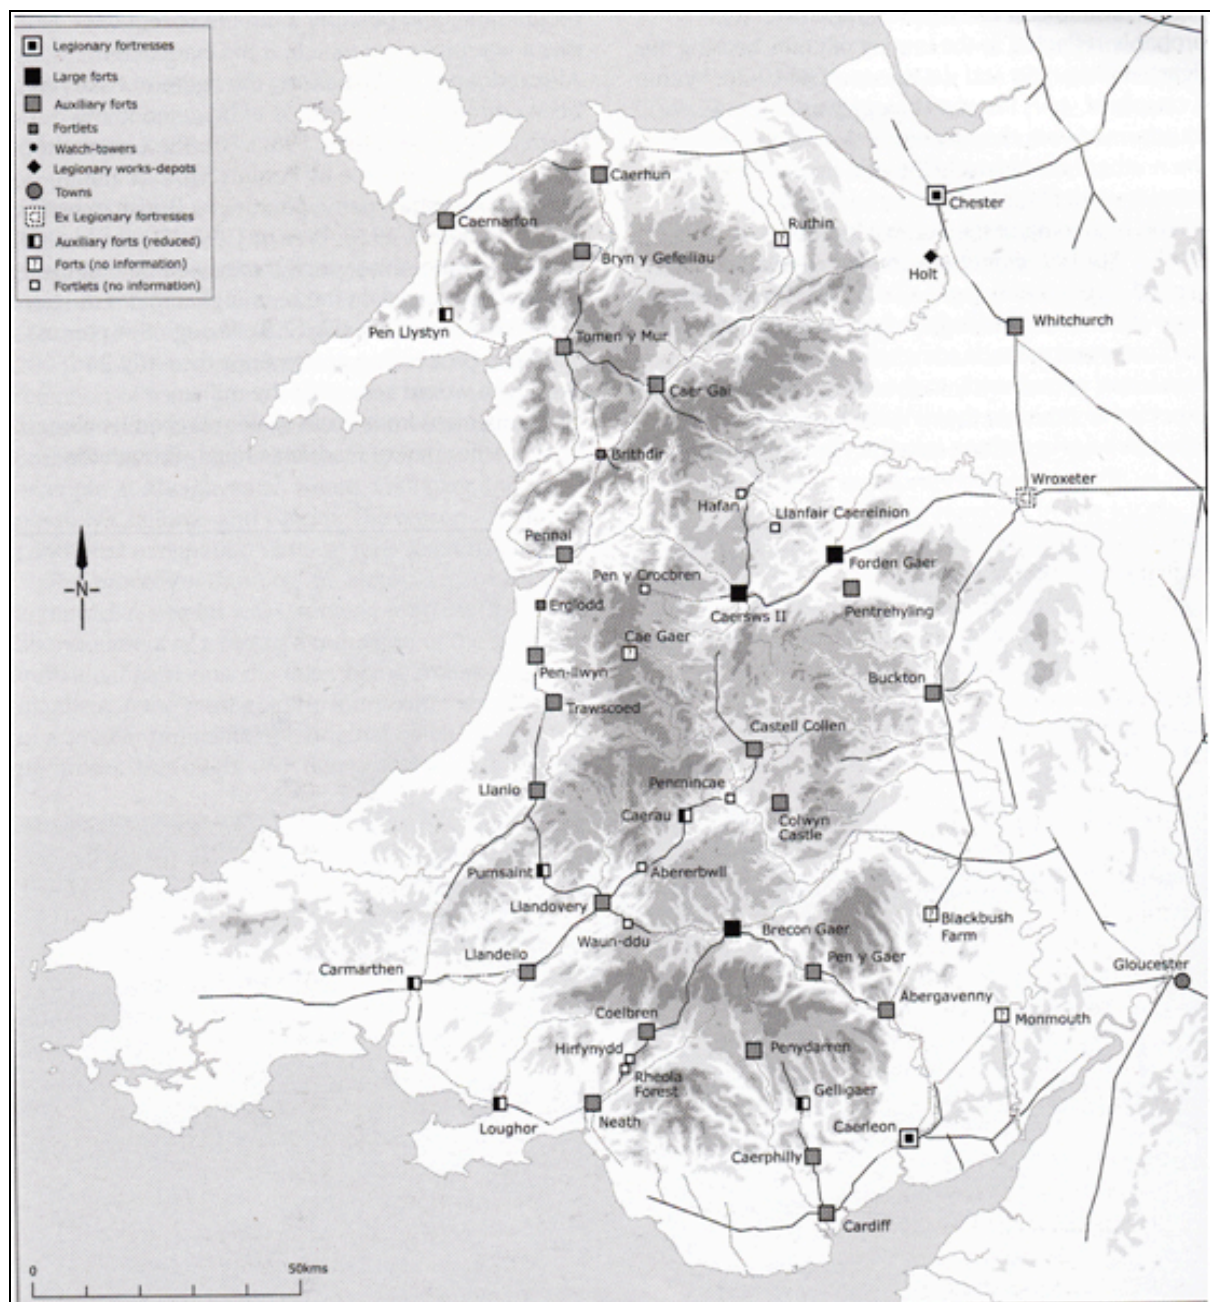 Legionary fortresses
Large forts
Auxiliary forts
Fortlets
Watch-towers
Legionary works-depots
Towns
Ex Legionary fortresses
Auxiliary forts (reduced)
? Forts (no information)
Fortlets (no information)
Caerhun
Chester
Caernarfon
Ruthin
?
Bryn y Gefeiliau
Holt
Pen Llystyn
Whitchurch
Tomen y Mur
Caer Gai
Brithdir
Wroxeter
Hafan
Llanfair Caereinion
Pennal
Forden Gaer
Pen y Crocbren
–N–
Erglodd
Caersws II
Pentrehyling
Cae Gaer
?
Pen-llwyn
Buckton
Trawscoed
Castell Collen
Penmincae
Llanio
Caerau
Colwyn
Castle
Pumsaint
Abererbwll
Llandovery
?
Blackbush
Farm
Waun-ddu
Brecon Gaer
Llandeilo
Pen y Gaer
Carmarthen
Gloucester
Abergavenny
Coelbren
?
Monmouth
Hirfynydd
Penydarren
Rheola
Forest
Gelligaer
Loughor
Neath
Caerleon
Caerphilly
Cardiff
0
50kms